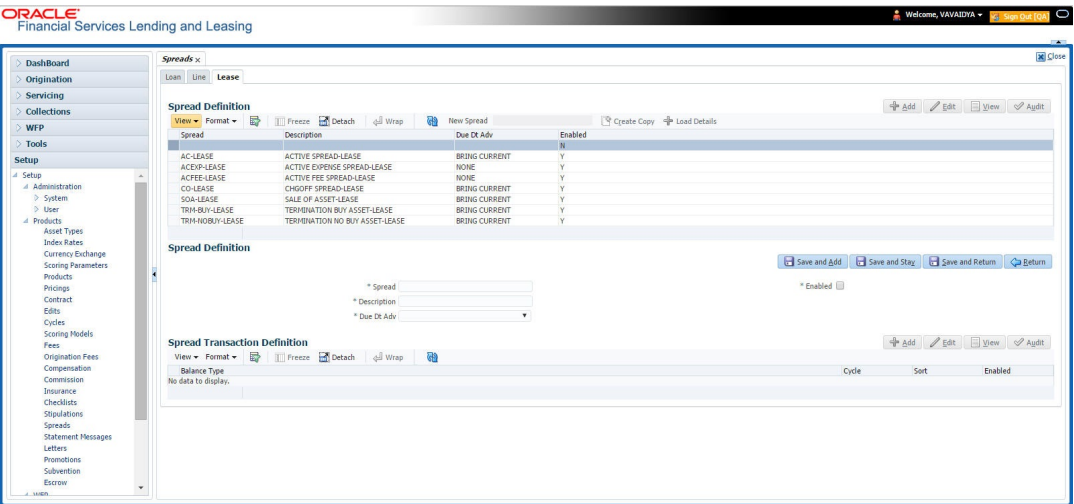 ORACLE
Financial Services Lending and Leasing
Welcome, VAVAIDYA
Sign Out [QA]
Close
DashBoard
Origination
Servicing
Collections
WFP
Tools
Setup
Setup
Administration
System
User
Products
Asset Types
Index Rates
Currency Exchange
Scoring Parameters
Products
Pricings
Contract
Edits
Cycles
Scoring Models
Fees
Origination Fees
Compensation
Commission
Insurance
Checklists
Stipulations
Spreads
Statement Messages
Letters
Promotions
Subvention
Escrow
WFP
Spreads x
Loan Line Lease
Spread Definition
Add Edit View Audit
View Format Freeze Detach Wrap New Spread Create Copy Load Details
Spread Description Due Dt Adv Enabled
N
AC-LEASE ACTIVE SPREAD-LEASE BRING CURRENT Y
ACEXP-LEASE ACTIVE EXPENSE SPREAD-LEASE NONE Y
ACFEE-LEASE ACTIVE FEE SPREAD-LEASE NONE Y
CO-LEASE CHGOFF SPREAD-LEASE BRING CURRENT Y
SOA-LEASE SALE OF ASSET-LEASE BRING CURRENT Y
TRM-BUY-LEASE TERMINATION BUY ASSET-LEASE BRING CURRENT Y
TRM-NOBUY-LEASE TERMINATION NO BUY ASSET-LEASE BRING CURRENT Y
Spread Definition
Save and Add Save and Stay Save and Return Return
* Spread
* Enabled
* Description
* Due Dt Adv
Spread Transaction Definition
Add Edit View Audit
View Format Freeze Detach Wrap
Balance Type Cycle Sort Enabled
No data to display.